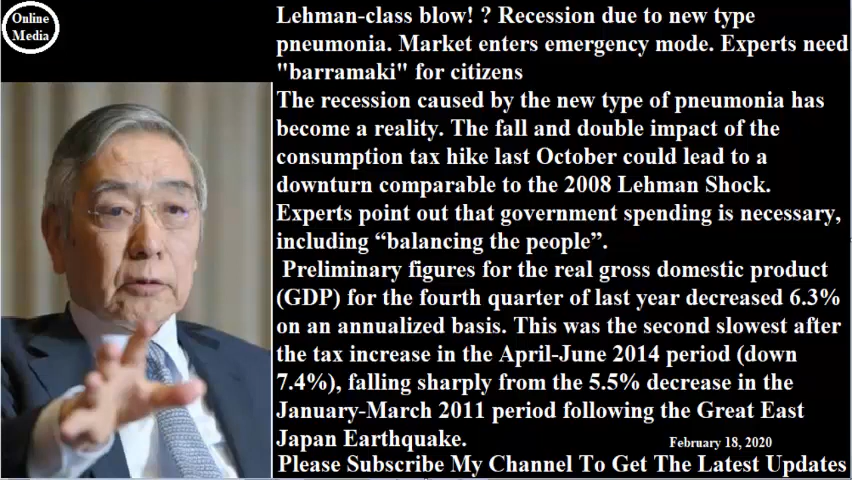 Online
Media
Lehman-class blow! ? Recession due to new type
pneumonia. Market enters emergency mode. Experts need
"barramaki" for citizens
The recession caused by the new type of pneumonia has
become a reality. The fall and double impact of the
consumption tax hike last October could lead to a
downturn comparable to the 2008 Lehman Shock.
Experts point out that government spending is necessary,
including “balancing the people”.
Preliminary figures for the real gross domestic product
(GDP) for the fourth quarter of last year decreased 6.3%
on an annualized basis. This was the second slowest after
the tax increase in the April-June 2014 period (down
7.4%), falling sharply from the 5.5% decrease in the
January-March 2011 period following the Great East
Japan Earthquake.
February 18, 2020
Please Subscribe My Channel To Get The Latest Updates